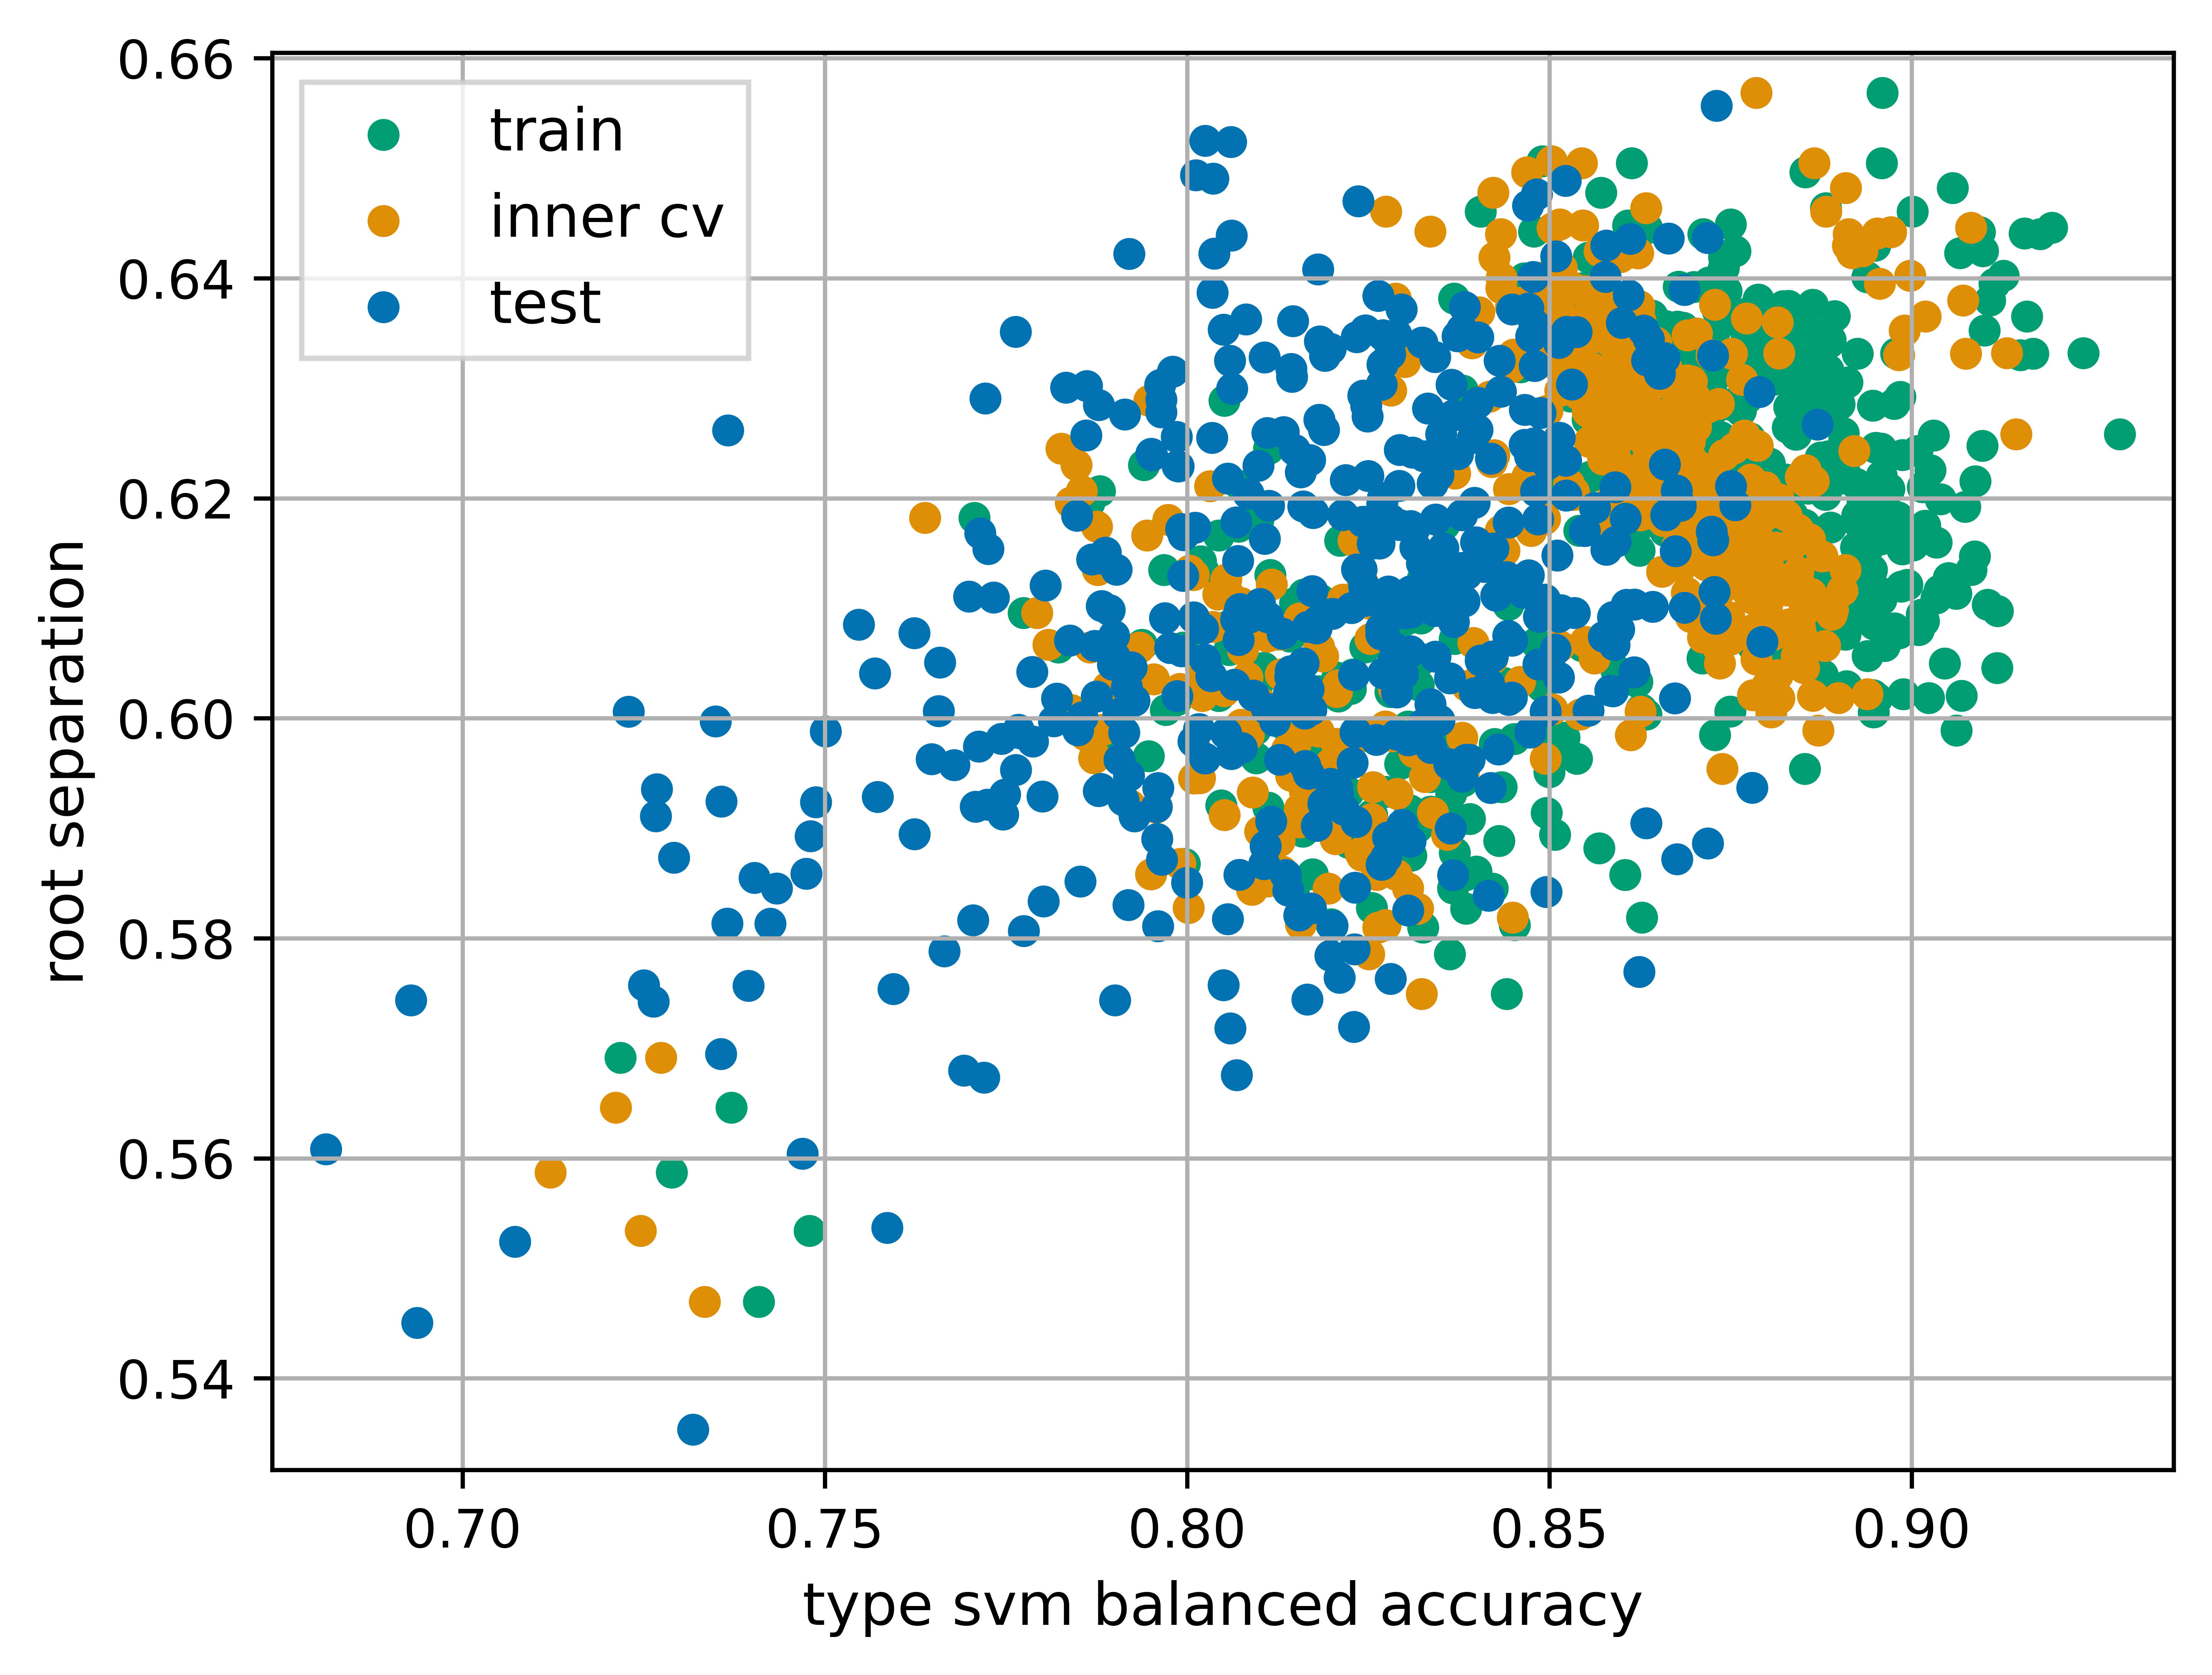 0.66
0.64
0.62
0.60
0.58
0.56
0.54
root separation
train
inner cv
test
0.70 0.75 0.80 0.85 0.90
type svm balanced accuracy